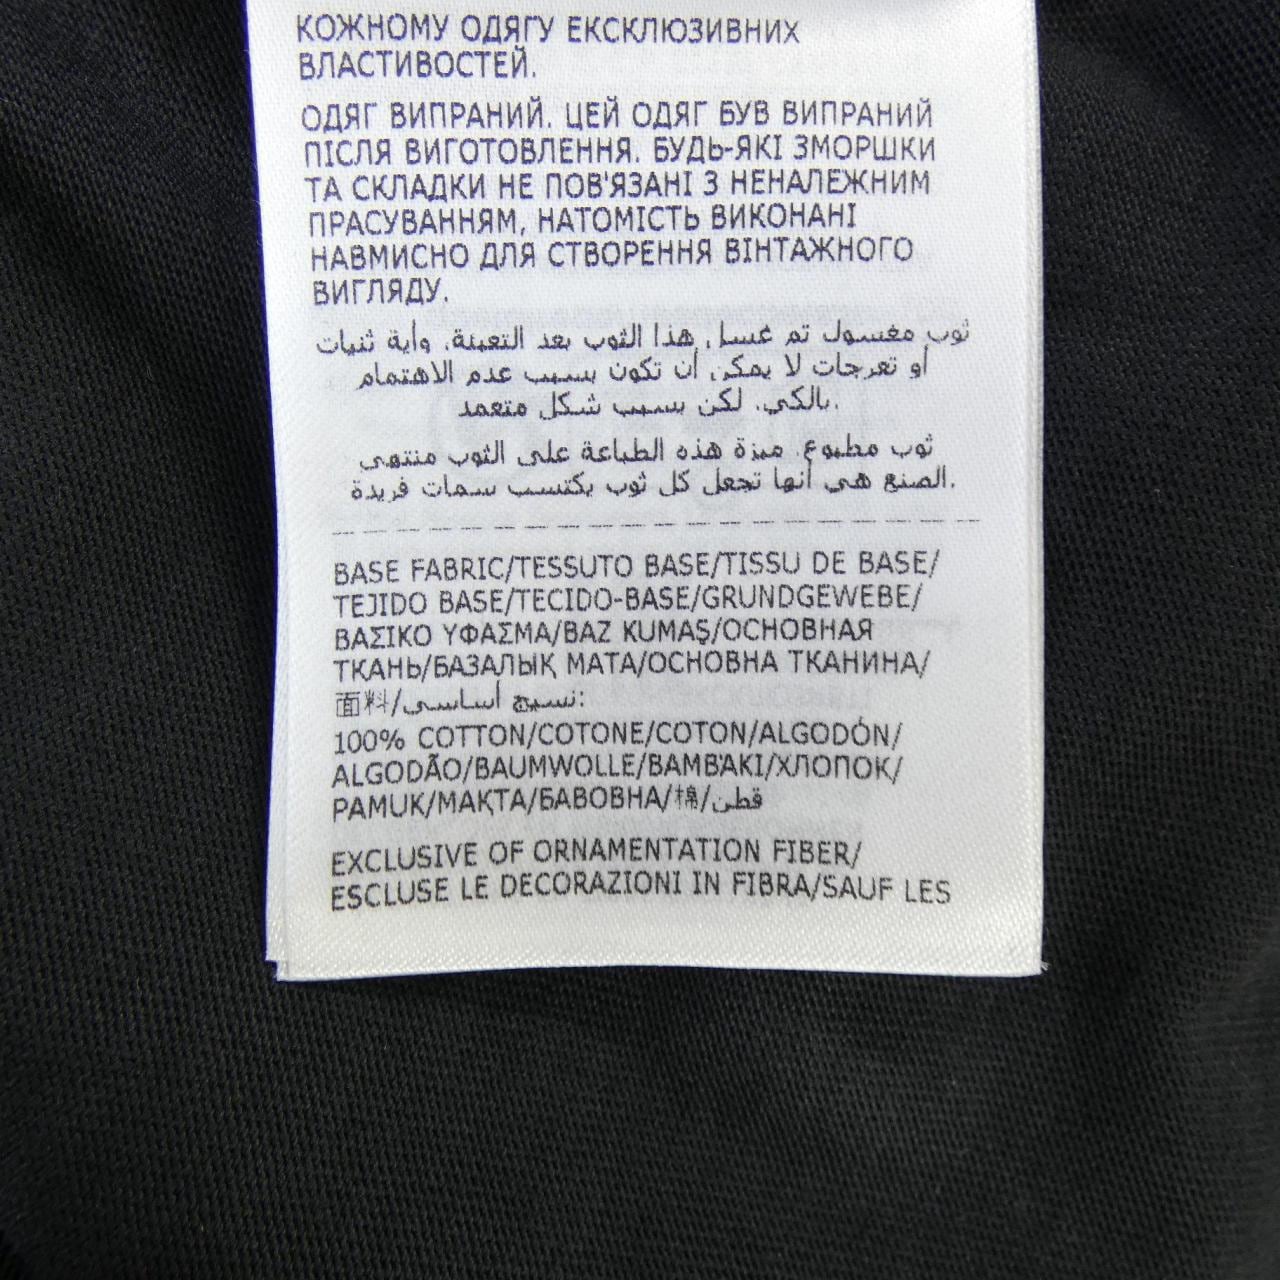 КОЖНОМУ ОДЯГУ ЕКСКЛЮЗИВНИХ
ВЛАСТИВОСТЕЙ.
ОДЯГ ВИПРАНИЙ. ЦЕЙ ОДЯГ БУВ ВИПРАНИЙ
ПІСЛЯ ВИГОТОВЛЕННЯ. БУДЬ-ЯКІ ЗМОРШКИ
ТА СКЛАДКИ НЕ ПОВ'ЯЗАНІ З НЕНАЛЕЖНИМ
ПРАСУВАННЯМ, НАТОМІСТЬ ВИКОНАНІ
НАВМИСНО ДЛЯ СТВОРЕННЯ ВІНТАЖНОГО
ВИГЛЯДУ.
ثوب مغسول تم غسل, هذا الثوب بعد التعبئة. وأية ثنيات
أو تعرجات لا يمكن, أن تكون بسبب عدم الاهتمام
بالكي. لكن بسبب شكل متعمد.
ثوب مطبوع. ميزة هذه الطباعة على الثوب منتهى
الصنع هي أنها تجعل كل ثوب يكتسب سمات فريدة.
BASE FABRIC/TESSUTO BASE/TISSU DE BASE/
TEJIDO BASE/TECIDO-BASE/GRUNDGEWEBE/
ΒΑΣΙΚΟ ΥΦΑΣΜΑ/BAZ KUMAŞ/ОСНОВНАЯ
ТКАНЬ/БАЗАЛЫҚ МАТА/ОСНОВНА ТКАНИНА/
面料/نسيج أساسي:
100% COTTON/COTONE/COTON/ALGODÓN/
ALGODÃO/BAUMWOLLE/ΒΑΜΒΆΚΙ/ХЛОПОК/
PAMUK/МАҚТА/БАВОВНА/棉/قطن
EXCLUSIVE OF ORNAMENTATION FIBER/
ESCLUSE LE DECORAZIONI IN FIBRA/SAUF LES